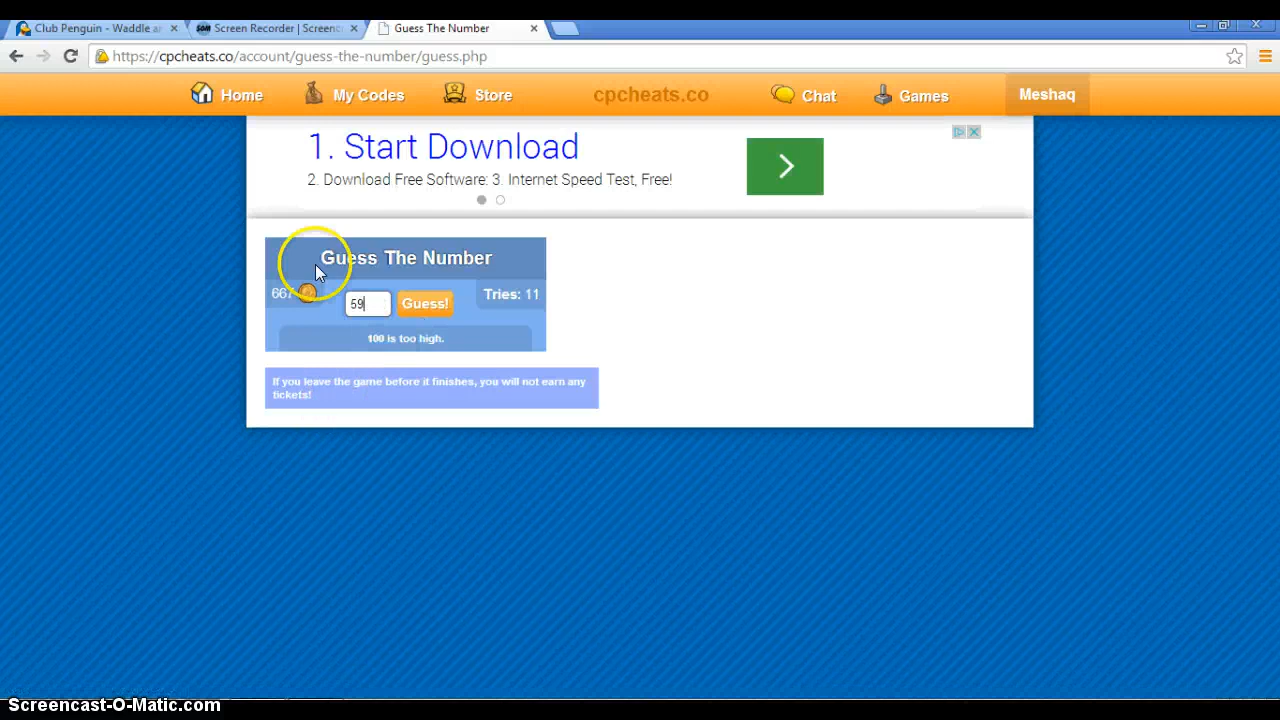 Club Penguin - Waddle an
Screen Recorder | Screenc
Guess The Number
https://cpcheats.co/account/guess-the-number/guess.php
Home
My Codes
Store
cpcheats.co
Chat
Games
Meshaq
1. Start Download
2. Download Free Software: 3. Internet Speed Test, Free!
Guess The Number
667
59
Guess!
Tries: 11
100 is too high.
If you leave the game before it finishes, you will not earn any
tickets!
Screencast-O-Matic.com